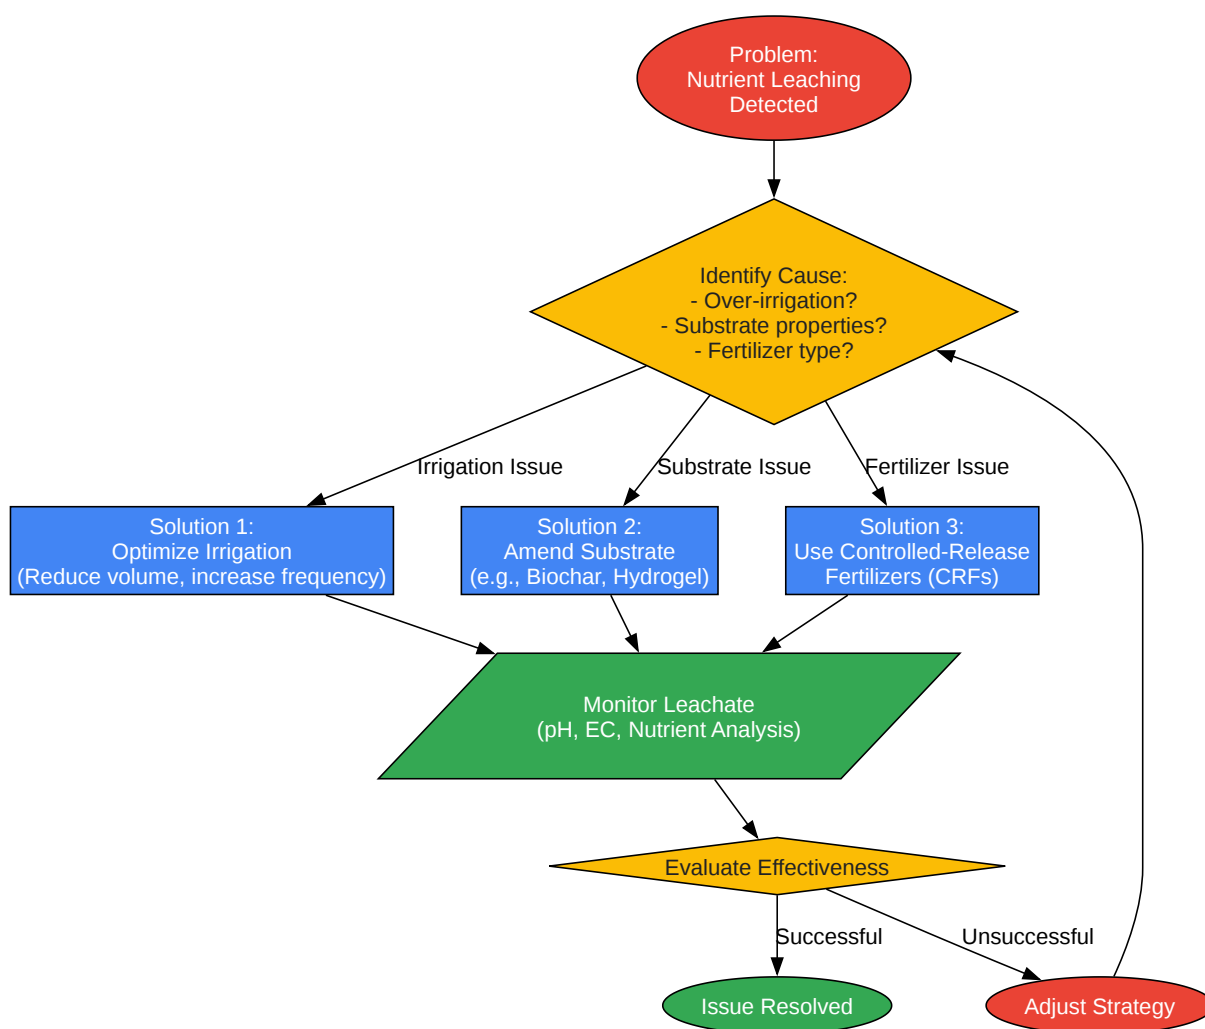 Problem:
Nutrient Leaching
Detected
Identify Cause:
- Over-irrigation?
- Substrate properties?
- Fertilizer type?
Irrigation Issue
Substrate Issue
Fertilizer Issue
Solution 1:
Optimize Irrigation
(Reduce volume, increase frequency)
Solution 2:
Amend Substrate
(e.g., Biochar, Hydrogel)
Solution 3:
Use Controlled-Release
Fertilizers (CRFs)
Monitor Leachate
(pH, EC, Nutrient Analysis)
Evaluate Effectiveness
Successful
Unsuccessful
Issue Resolved
Adjust Strategy